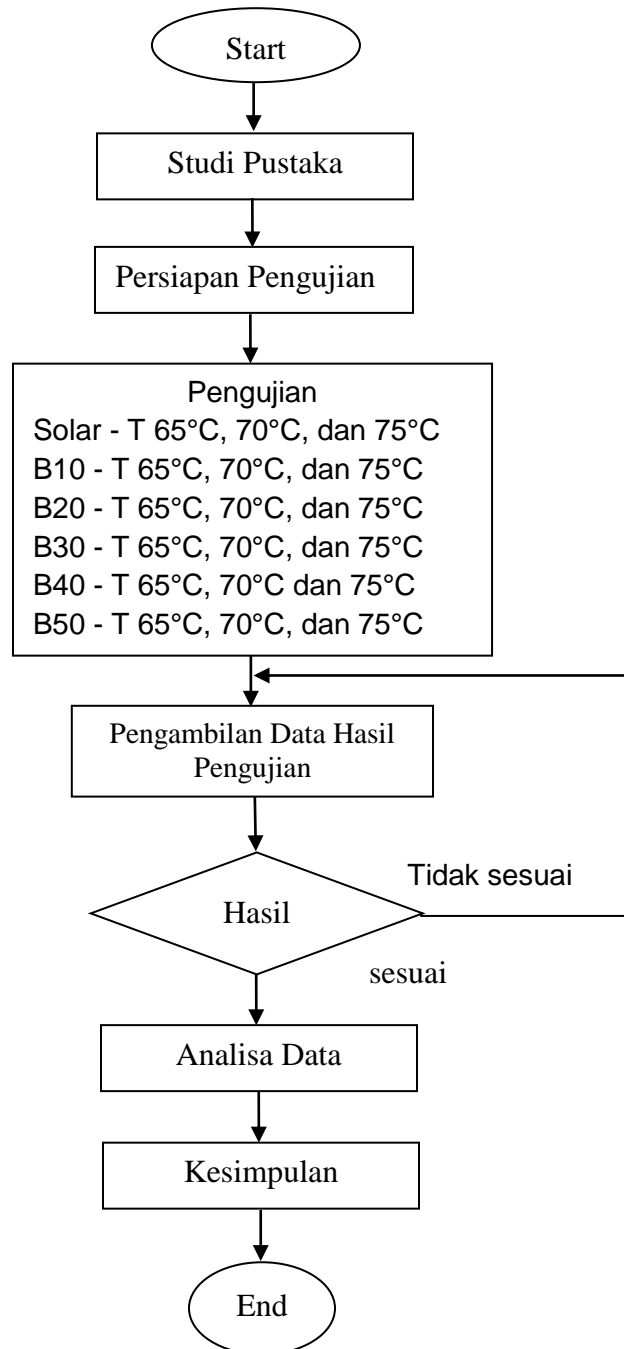 Start
Studi Pustaka
Persiapan Pengujian
Pengujian
Solar - T 65°C, 70°C, dan 75°C
B10 - T 65°C, 70°C, dan 75°C
B20 - T 65°C, 70°C, dan 75°C
B30 - T 65°C, 70°C, dan 75°C
B40 - T 65°C, 70°C dan 75°C
B50 - T 65°C, 70°C, dan 75°C
Pengambilan Data Hasil
Pengujian
Tidak sesuai
Hasil
sesuai
Analisa Data
Kesimpulan
End